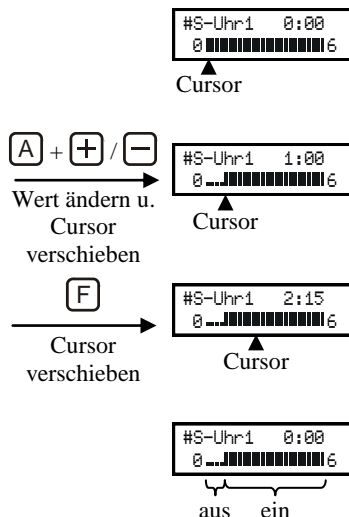 #S-Uhr1 0:00
0 6
Cursor
A + + / -
Wert ändern u.
Cursor
verschieben
#S-Uhr1 1:00
0 6
Cursor
F
Cursor
verschieben
#S-Uhr1 2:15
0 6
Cursor
#S-Uhr1 0:00
0 6
aus ein